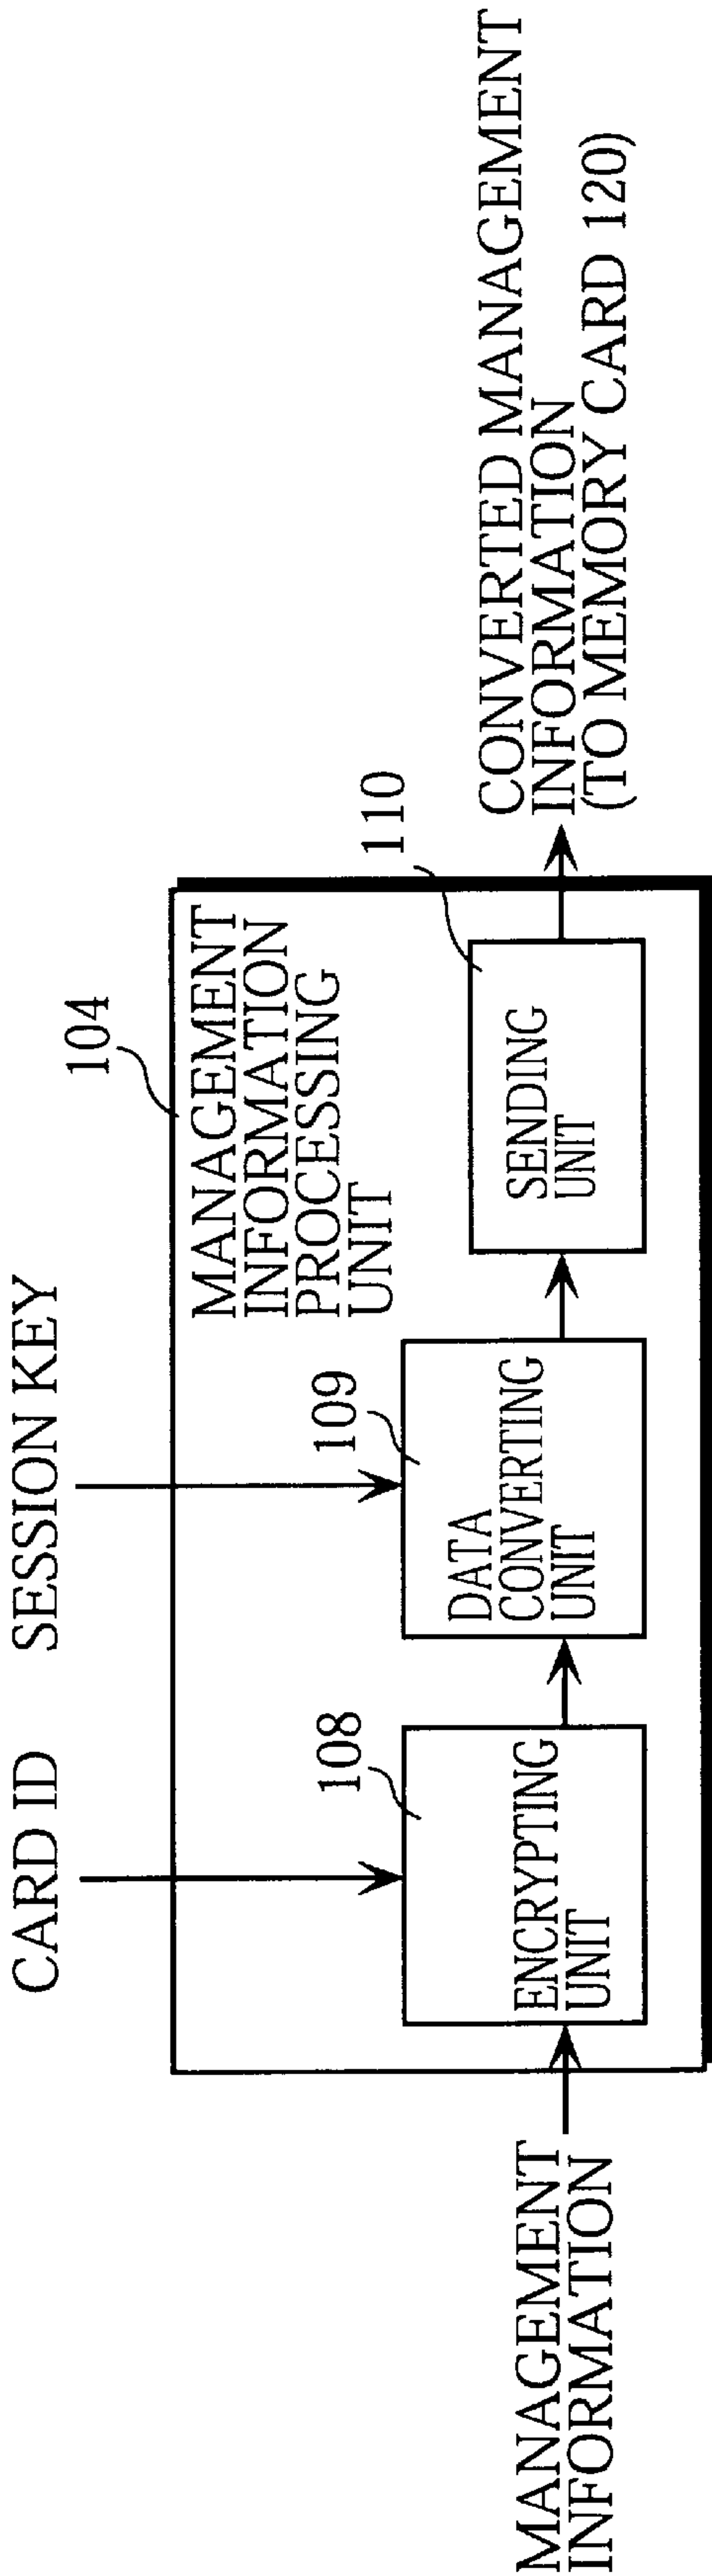 CARD ID
SESSION KEY
104
MANAGEMENT
INFORMATION
PROCESSING
UNIT
108
109
110
MANAGEMENT
INFORMATION
ENCRYPTING
UNIT
DATA
CONVERTING
UNIT
SENDING
UNIT
CONVERTED MANAGEMENT
INFORMATION
(TO MEMORY CARD 120)